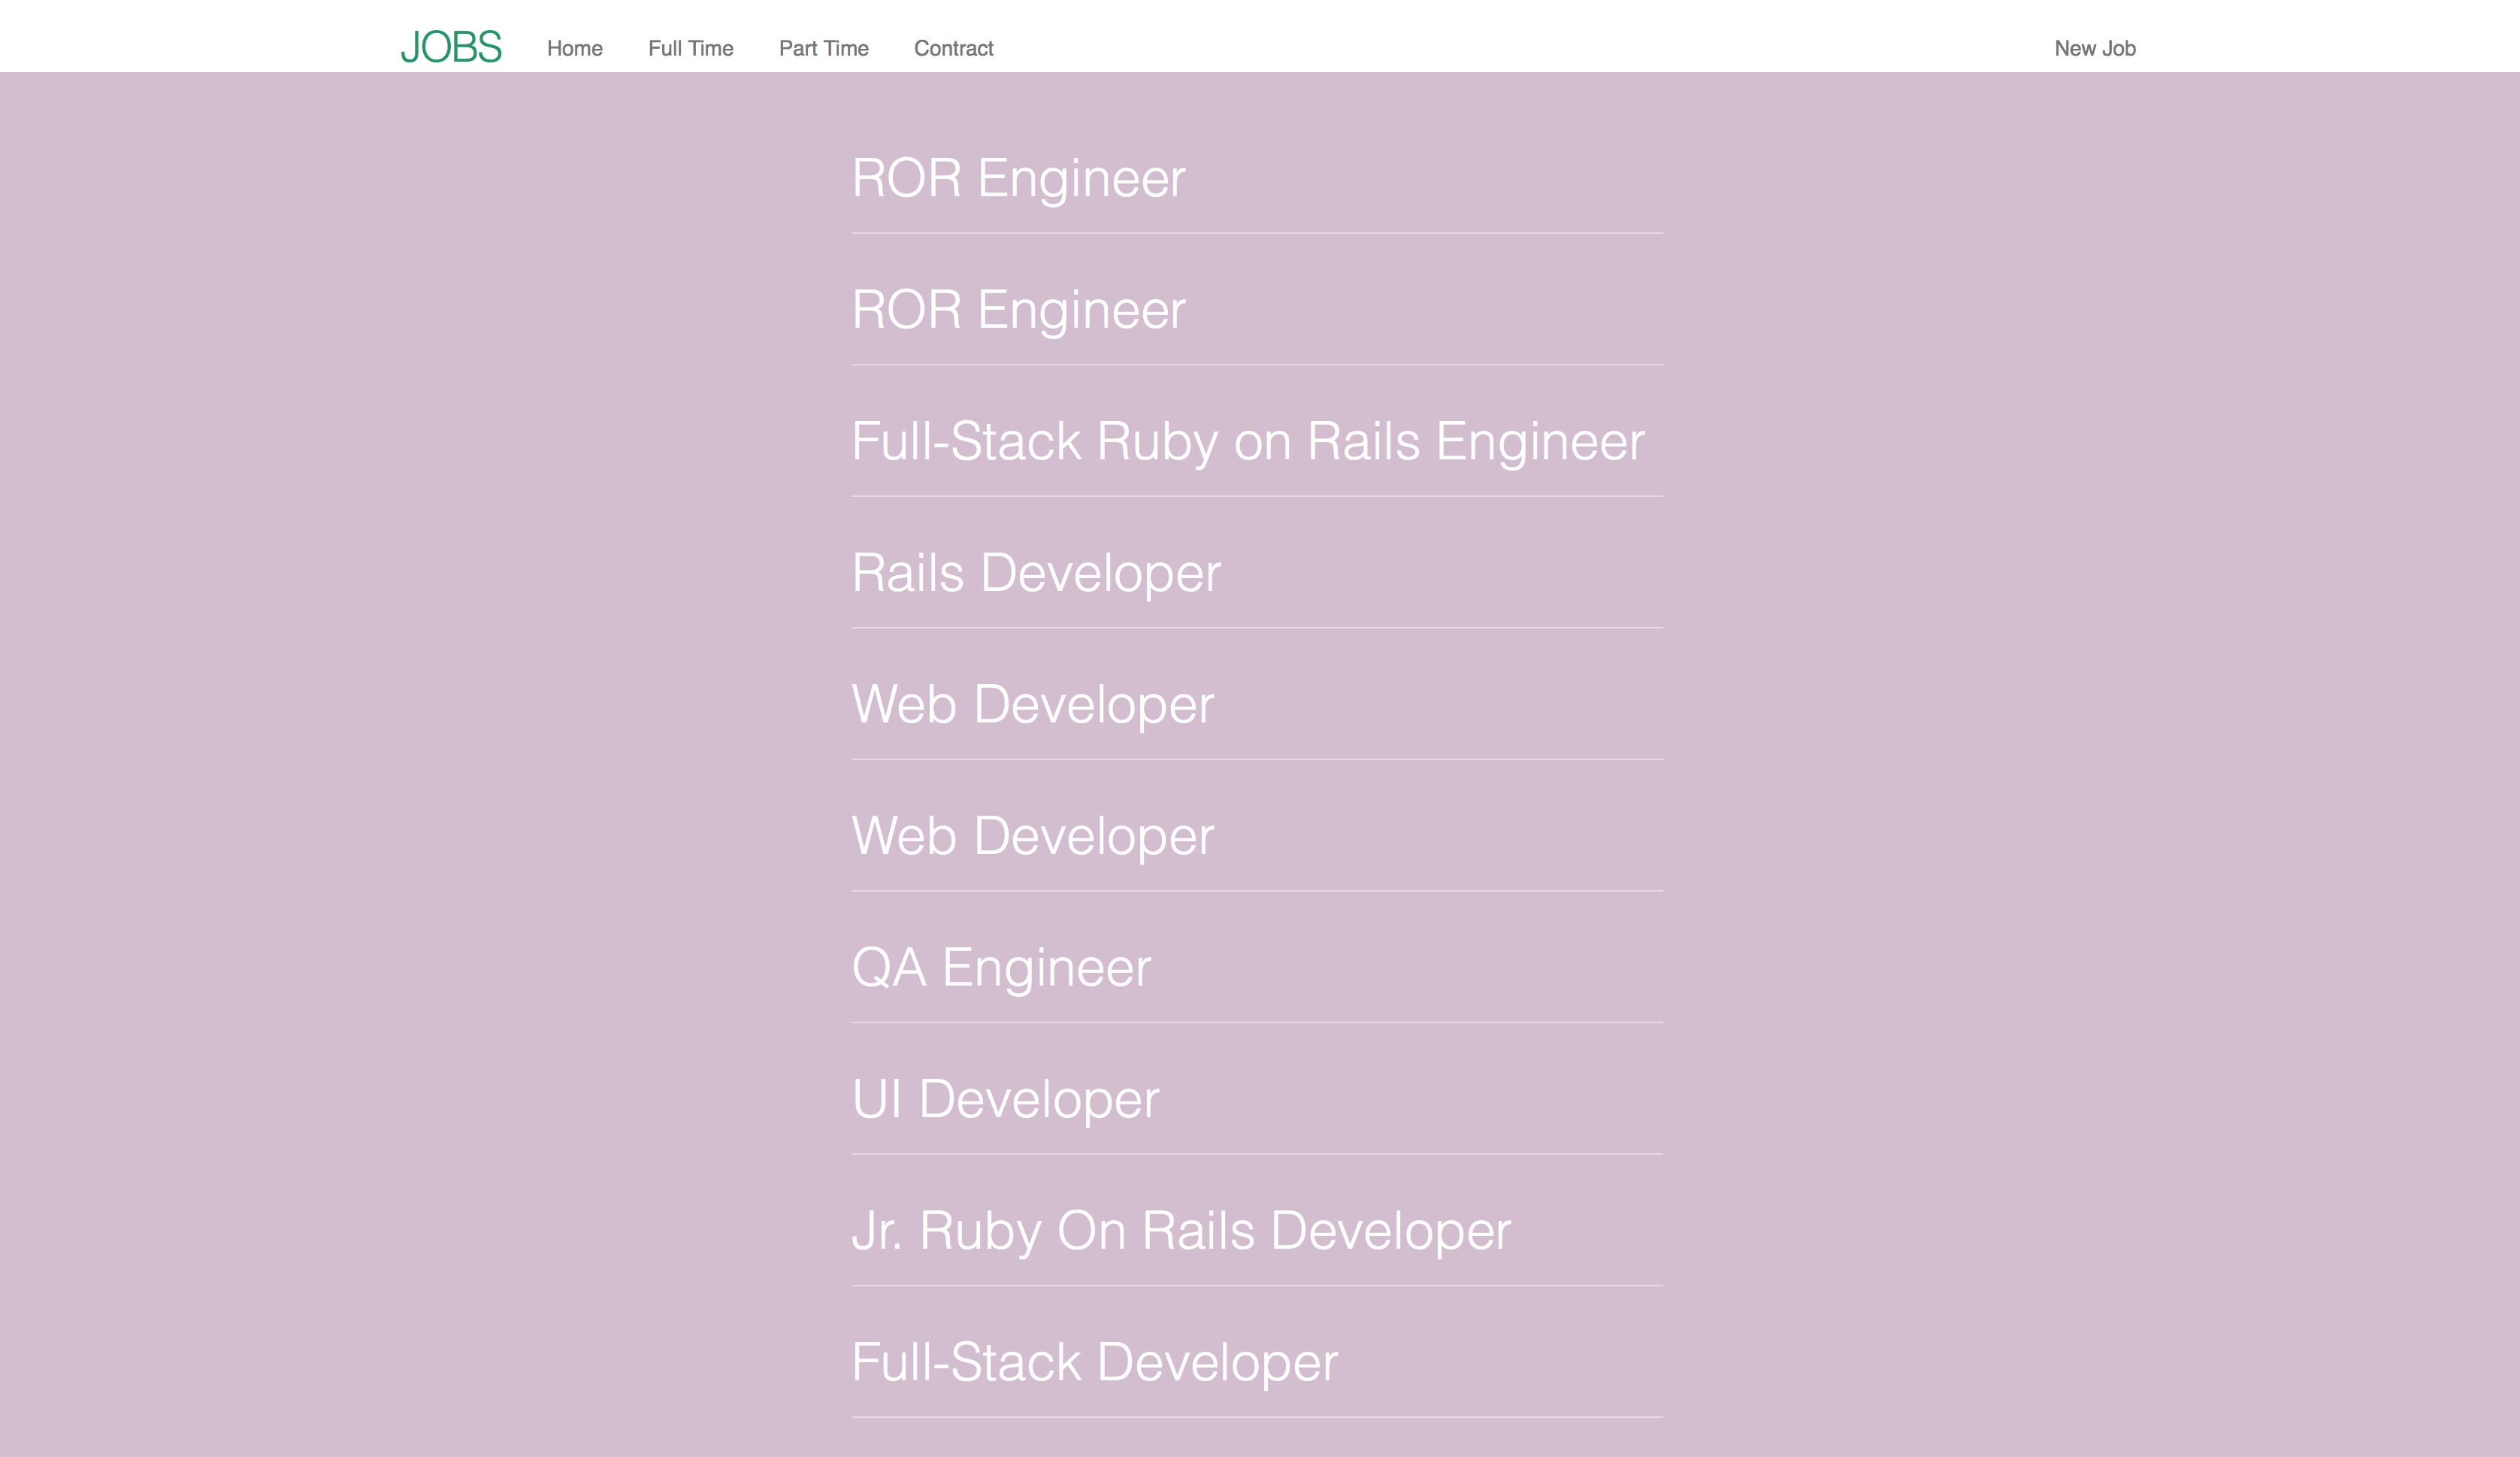 JOBS Home Full Time Part Time Contract New Job
ROR Engineer
ROR Engineer
Full-Stack Ruby on Rails Engineer
Rails Developer
Web Developer
Web Developer
QA Engineer
UI Developer
Jr. Ruby On Rails Developer
Full-Stack Developer